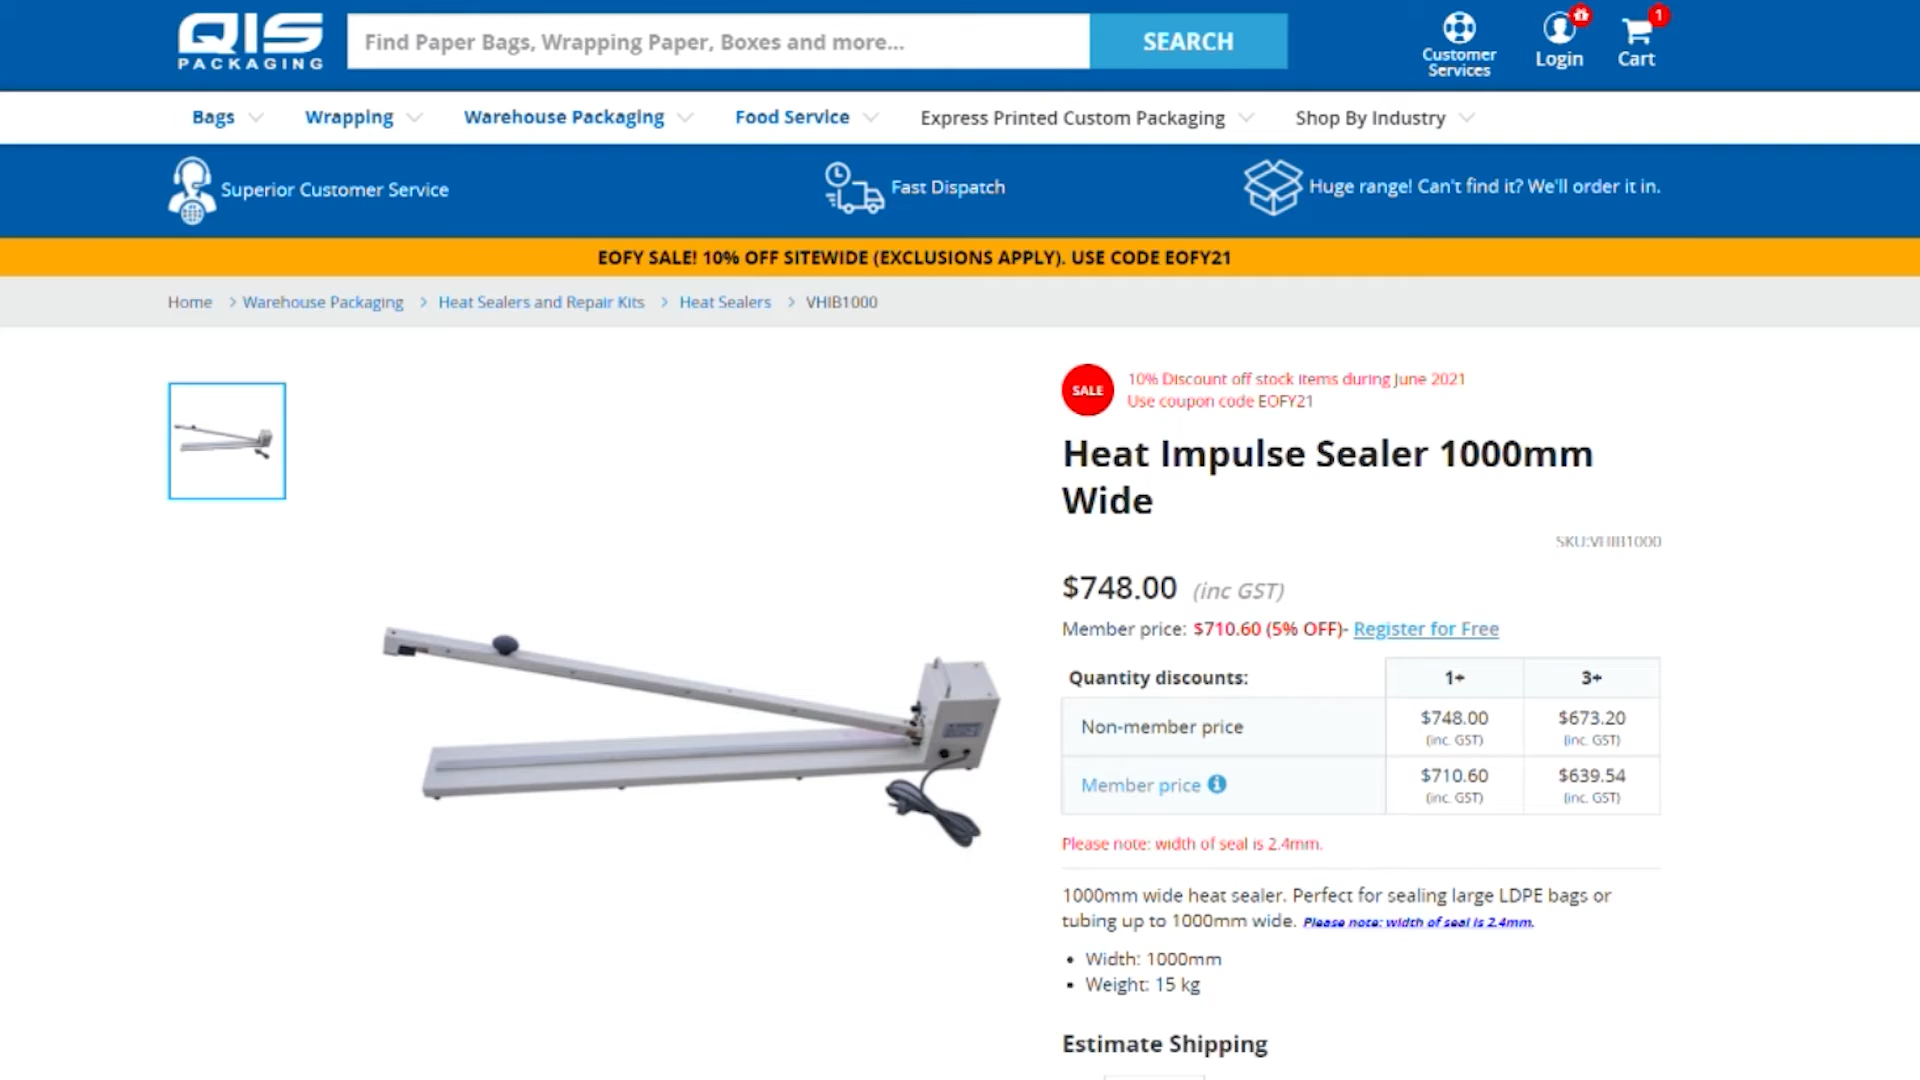 QIS
PACKAGING
Find Paper Bags, Wrapping Paper, Boxes and more...
SEARCH
Customer
Services
Login
1
Cart
Bags
Wrapping
Warehouse Packaging
Food Service
Express Printed Custom Packaging
Shop By Industry
Superior Customer Service
Fast Dispatch
Huge range! Can't find it? We'll order it in.
EOFY SALE! 10% OFF SITEWIDE (EXCLUSIONS APPLY). USE CODE EOFY21
Home > Warehouse Packaging > Heat Sealers and Repair Kits > Heat Sealers > VHIB1000
SALE
10% Discount off stock items during June 2021
Use coupon code EOFY21
Heat Impulse Sealer 1000mm
Wide
SKU:VHIB1000
$748.00 (inc GST)
Member price: $710.60 (5% OFF)- Register for Free
Quantity discounts: 1+ 3+
Non-member price $748.00 (inc. GST) $673.20 (inc. GST)
Member price $710.60 (inc. GST) $639.54 (inc. GST)
Please note: width of seal is 2.4mm.
1000mm wide heat sealer. Perfect for sealing large LDPE bags or
tubing up to 1000mm wide. Please note: width of seal is 2.4mm.
• Width: 1000mm
• Weight: 15 kg
Estimate Shipping